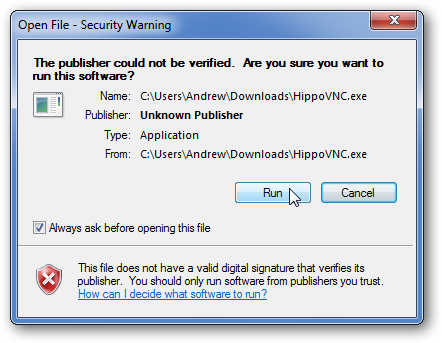 Open File - Security Warning
The publisher could not be verified. Are you sure you want to
run this software?
Name: C:\Users\Andrew\Downloads\HippoVNC.exe
Publisher: Unknown Publisher
Type: Application
From: C:\Users\Andrew\Downloads\HippoVNC.exe
Run Cancel
Always ask before opening this file
This file does not have a valid digital signature that verifies its
publisher. You should only run software from publishers you trust.
How can I decide what software to run?